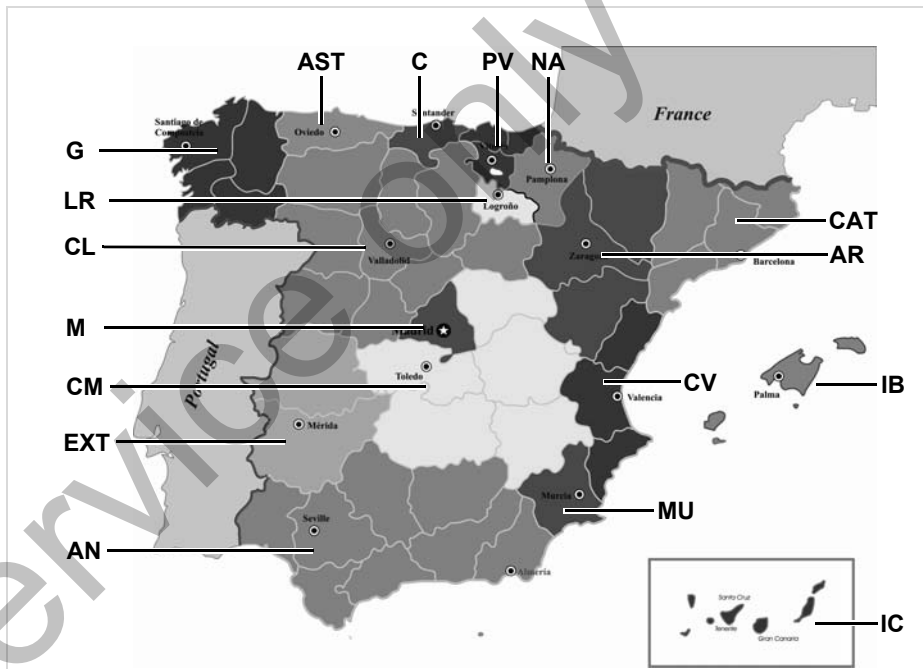 AST C PV NA
France
Santander
Santiago de
Compostela
Oviedo
G
Pamplona
LR
Logroño
CAT
CL
Valladolid
AR
Barcelona
M
Madrid
Portugal
Toledo
CM
CV
IB
Palma
Valencia
EXT
Mérida
Murcia
MU
Seville
AN
Almería
Santa Cruz
Tenerife
Gran Canaria
IC
ervice only